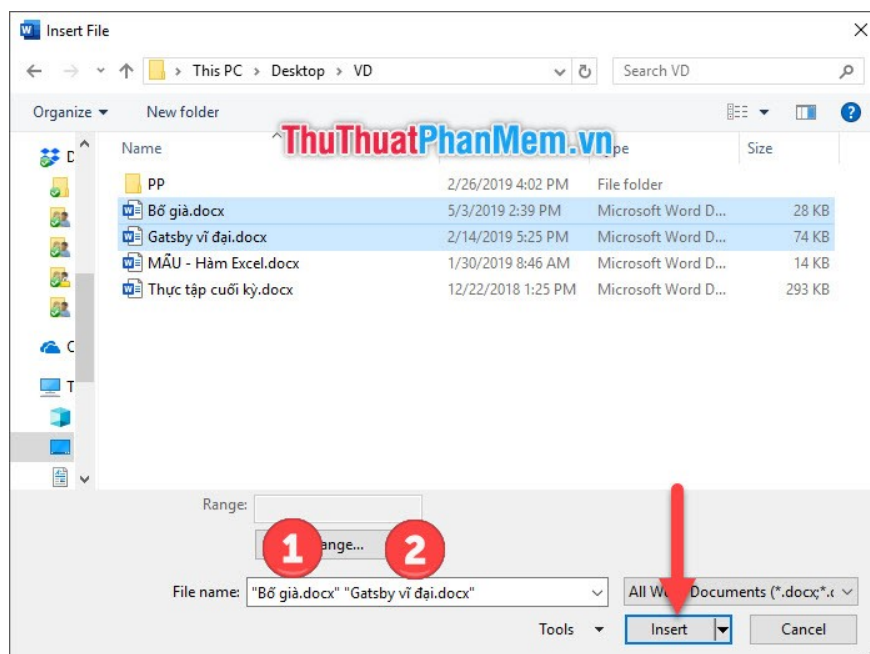 Insert File
This PC > Desktop > VD
Search VD
Organize
New folder
ThuThuatPhanMem.vn
Name
Size
PP 2/26/2019 4:02 PM File folder
Bố già.docx 5/3/2019 2:39 PM Microsoft Word D... 28 KB
Gatsby vĩ đại.docx 2/14/2019 5:25 PM Microsoft Word D... 74 KB
MẪU - Hàm Excel.docx 1/30/2019 8:46 AM Microsoft Word D... 14 KB
Thực tập cuối kỳ.docx 12/22/2018 1:25 PM Microsoft Word D... 293 KB
Range:
1
2
File name: "Bố già.docx" "Gatsby vĩ đại.docx"
All Documents (*.docx;*.d
Tools
Insert
Cancel